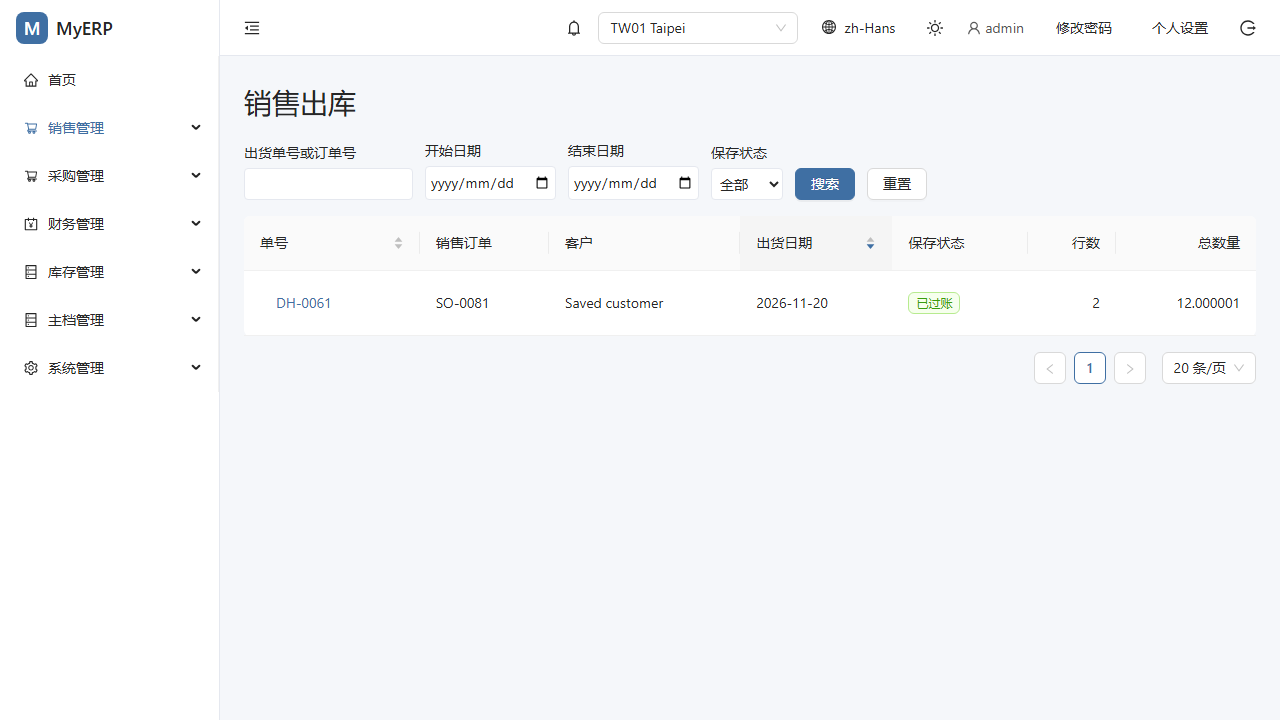 M MyERP
TW01 Taipei
zh-Hans
admin
修改密码
个人设置
首页
销售管理
采购管理
财务管理
库存管理
主档管理
系统管理
销售出库
出货单号或订单号
开始日期
结束日期
保存状态
yyyy/mm/dd
yyyy/mm/dd
全部
搜索
重置
单号 销售订单 客户 出货日期 保存状态 行数 总数量
DH-0061 SO-0081 Saved customer 2026-11-20 已过账 2 12.000001
1
20 条/页